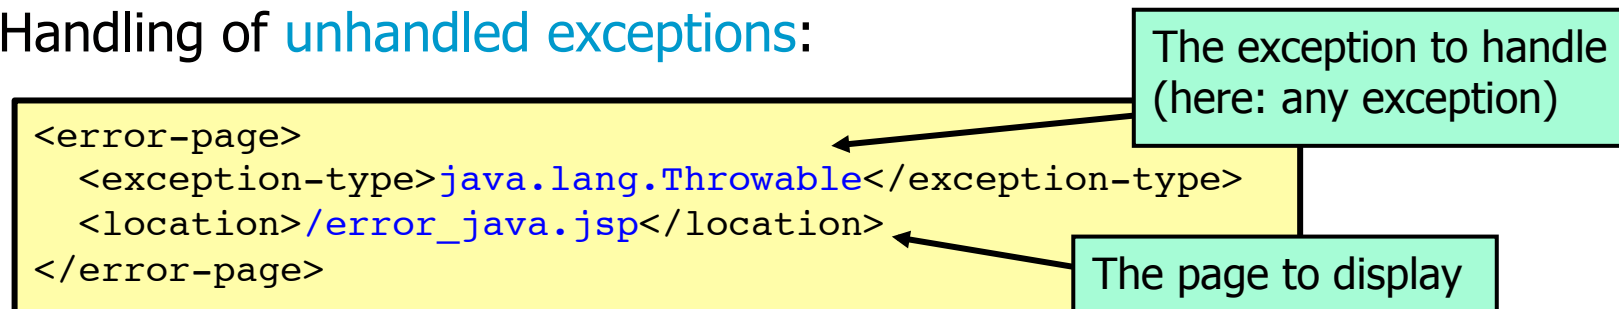 Handling of unhandled exceptions:
The exception to handle
(here: any exception)
<error-page>
  <exception-type>java.lang.Throwable</exception-type>
  <location>/error_java.jsp</location>
</error-page>
The page to display